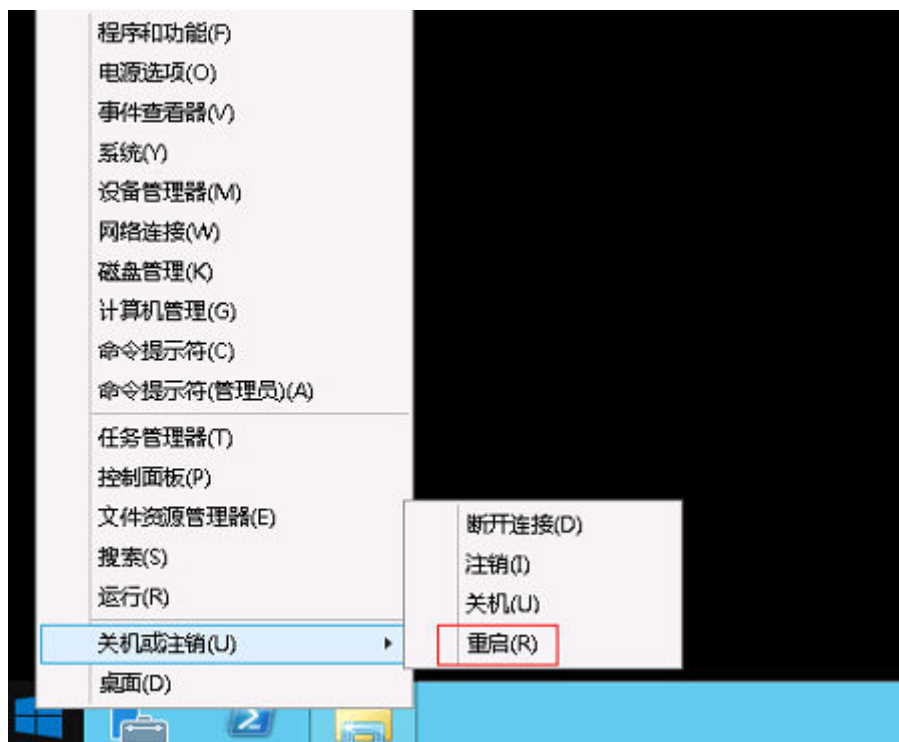 程序和功能(F)
电源选项(O)
事件查看器(V)
系统(Y)
设备管理器(M)
网络连接(W)
磁盘管理(K)
计算机管理(G)
命令提示符(C)
命令提示符(管理员)(A)
任务管理器(T)
控制面板(P)
文件资源管理器(E)
搜索(S)
运行(R)
关机或注销(U)
桌面(D)
断开连接(D)
注销(I)
关机(U)
重启(R)